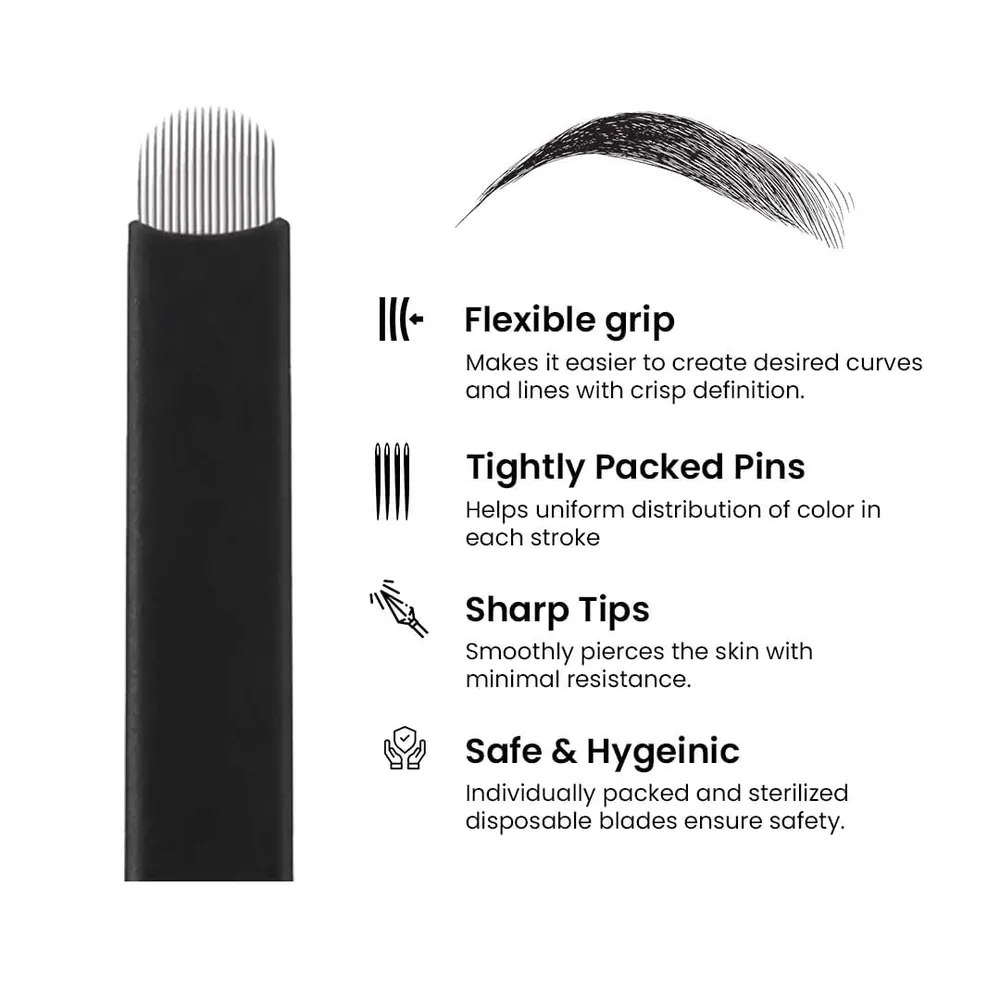 Flexible grip
Makes it easier to create desired curves
and lines with crisp definition.
Tightly Packed Pins
Helps uniform distribution of color in
each stroke
Sharp Tips
Smoothly pierces the skin with
minimal resistance.
Safe & Hygeinic
Individually packed and sterilized
disposable blades ensure safety.